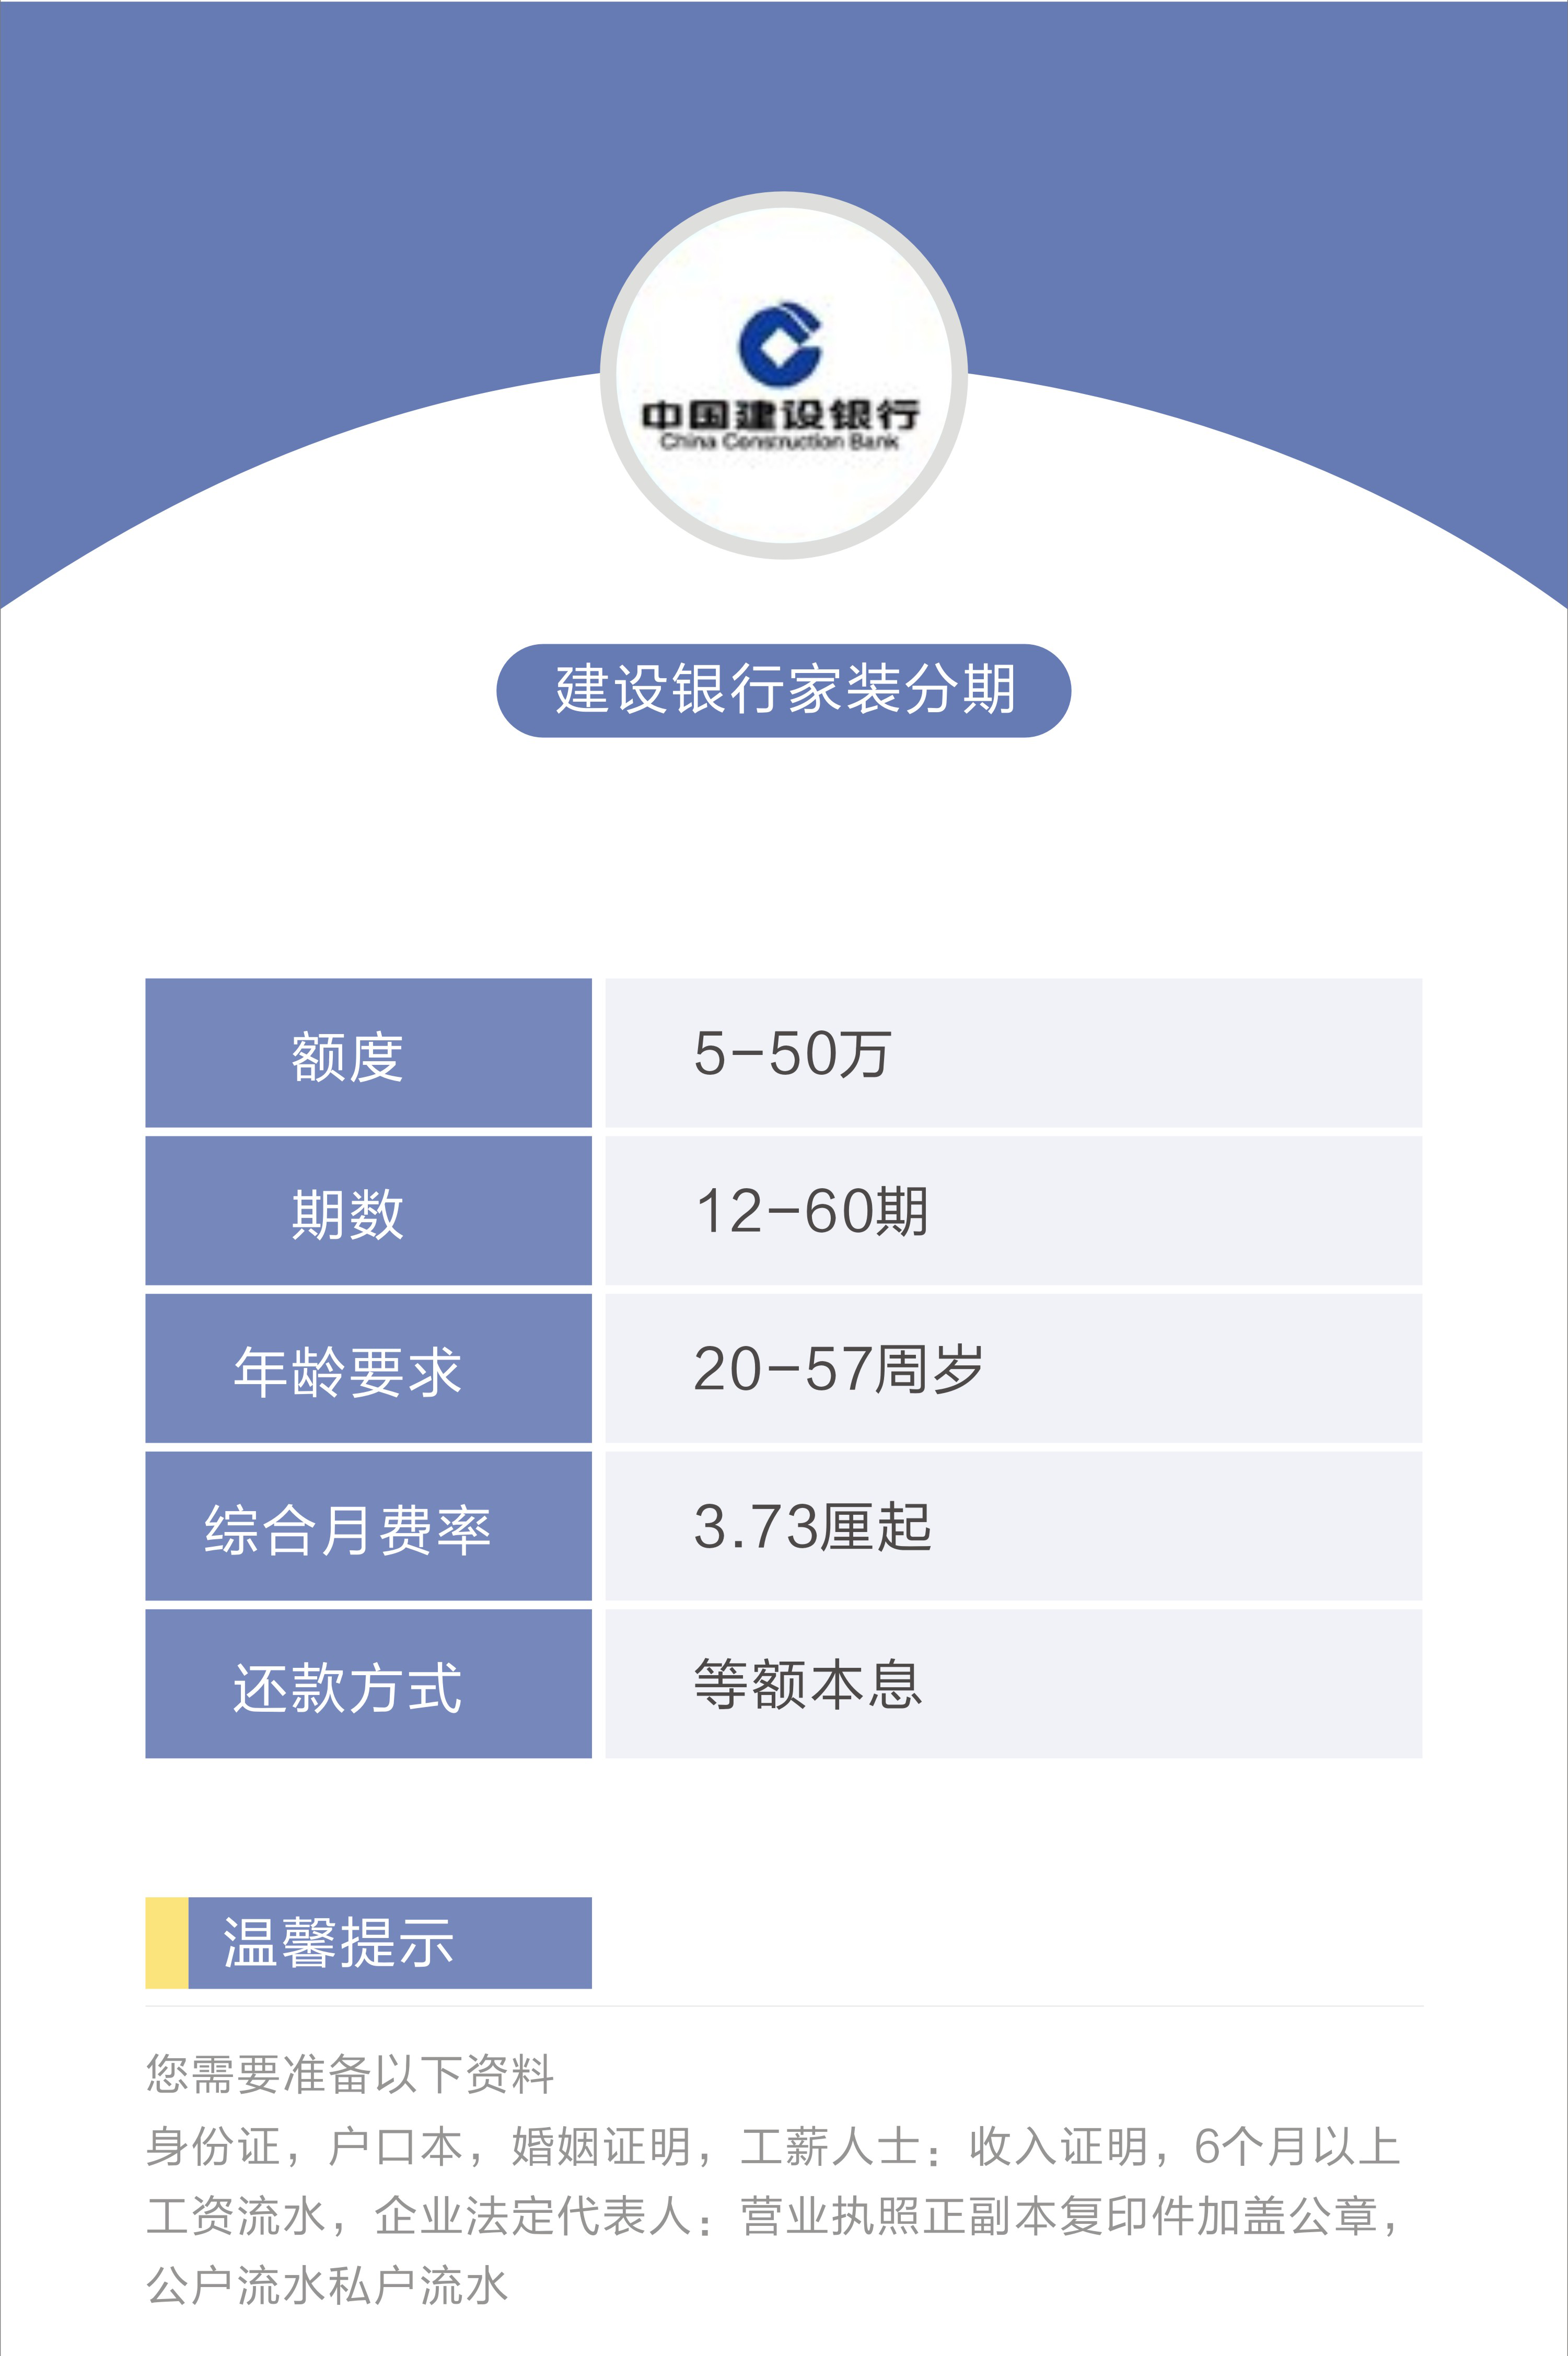 中国建设银行
China Construction Bank
建设银行家装分期
额度 5-50万
期数 12-60期
年龄要求 20-57周岁
综合月费率 3.73厘起
还款方式 等额本息
温馨提示
您需要准备以下资料
身份证，户口本，婚姻证明，工薪人士：收入证明，6个月以上
工资流水，企业法定代表人：营业执照正副本复印件加盖公章，
公户流水私户流水